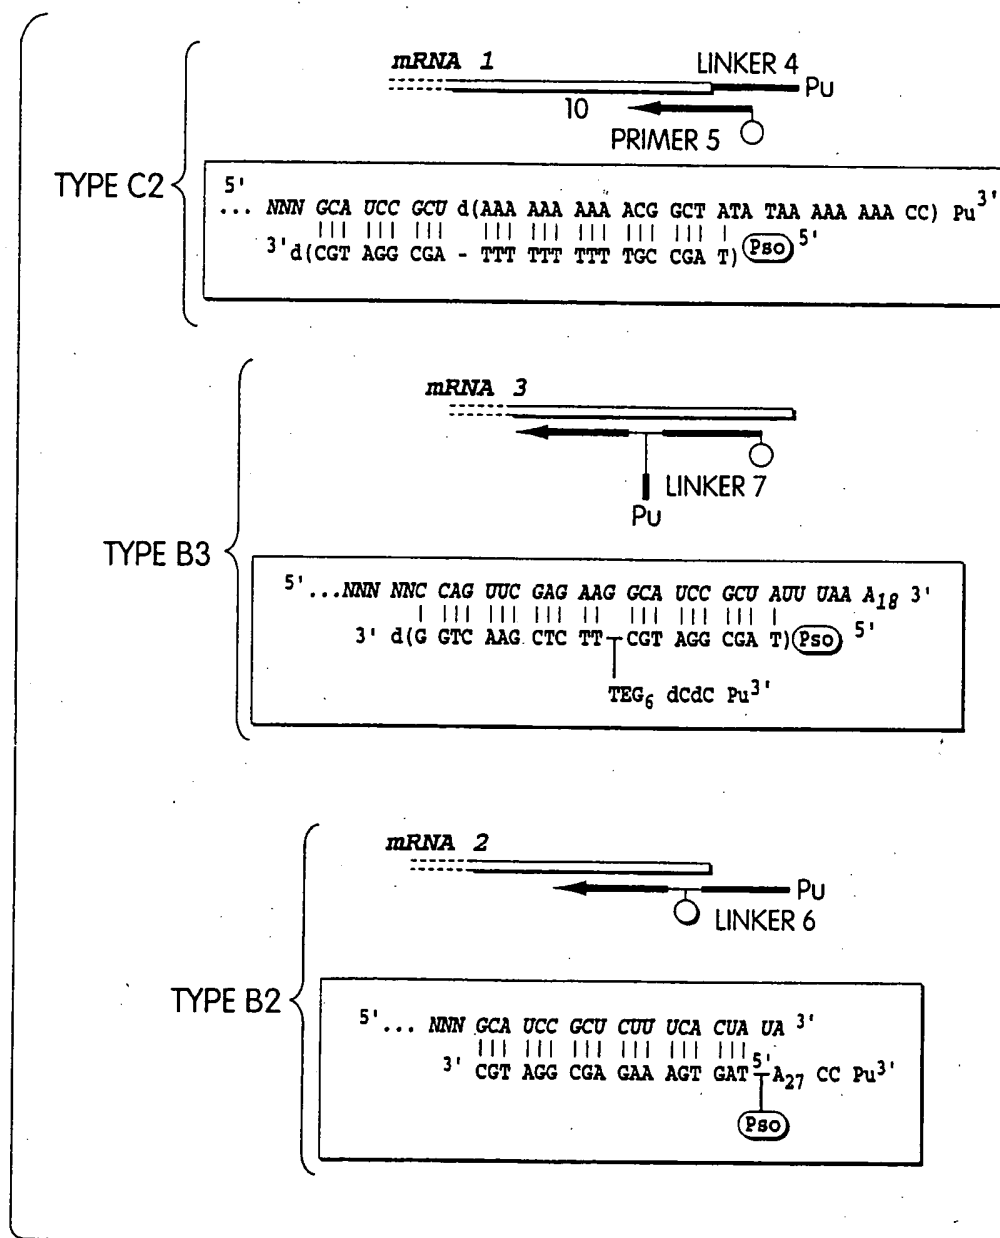 mRNA 1
LINKER 4
Pu
10
PRIMER 5
TYPE C2
5'
... NNN GCA UCC GCU d(AAA AAA AAA ACG GCT ATA TAA AAA AAA CC) Pu3'
3'd(CGT AGG CGA - TTT TTT TTT TGC CGA T) Pso 5'
mRNA 3
LINKER 7
Pu
TYPE B3
5' ...NNN NNC CAG UUC GAG AAG GCA UCC GCU AUU UAA A18 3'
3' d(G GTC AAG CTC TT CGT AGG CGA T) Pso 5'
TEG6 dCdC Pu3'
mRNA 2
Pu
LINKER 6
TYPE B2
5'... NNN GCA UCC GCU CUU UCA CUA UA 3'
3' CGT AGG CGA GAA AGT GAT 5' A27 CC Pu3'
Pso